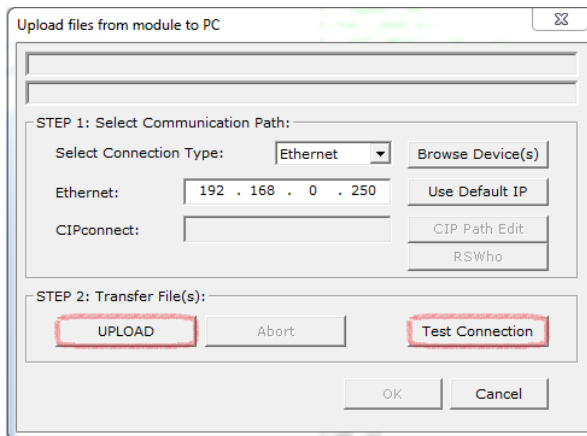 Upload files from module to PC
STEP 1: Select Communication Path:
Select Connection Type: Ethernet Browse Device(s)
Ethernet: 192 . 168 . 0 . 250 Use Default IP
CIPconnect: CIP Path Edit
RSWho
STEP 2: Transfer File(s):
UPLOAD Abort Test Connection
OK Cancel